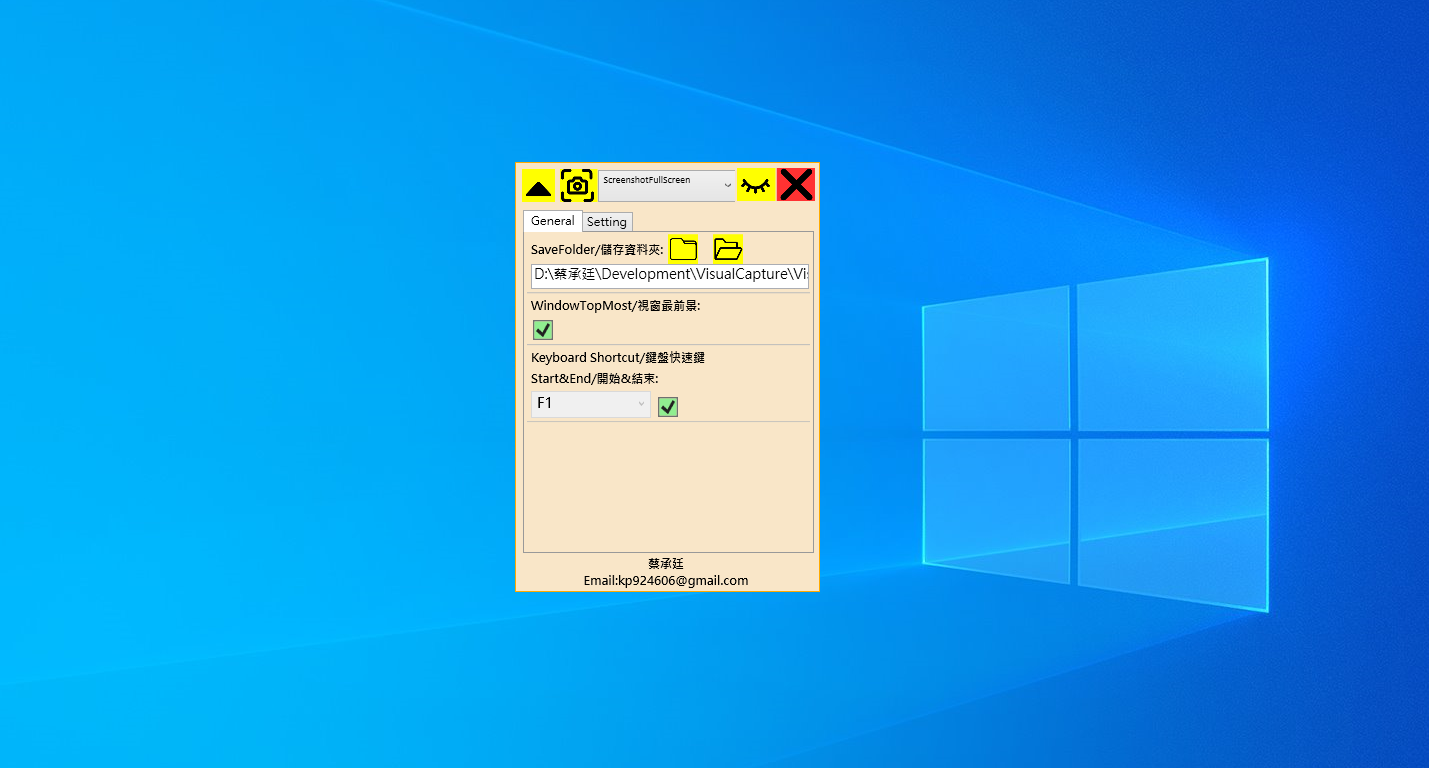 ScreenshotFullScreen
General
Setting
SaveFolder/儲存資料夾:
D:\蔡承廷\Development\VisualCapture\Vis
WindowTopMost/視窗最前景:
Keyboard Shortcut/鍵盤快速鍵
Start&End/開始&結束:
F1
蔡承廷
Email:kp924606@gmail.com